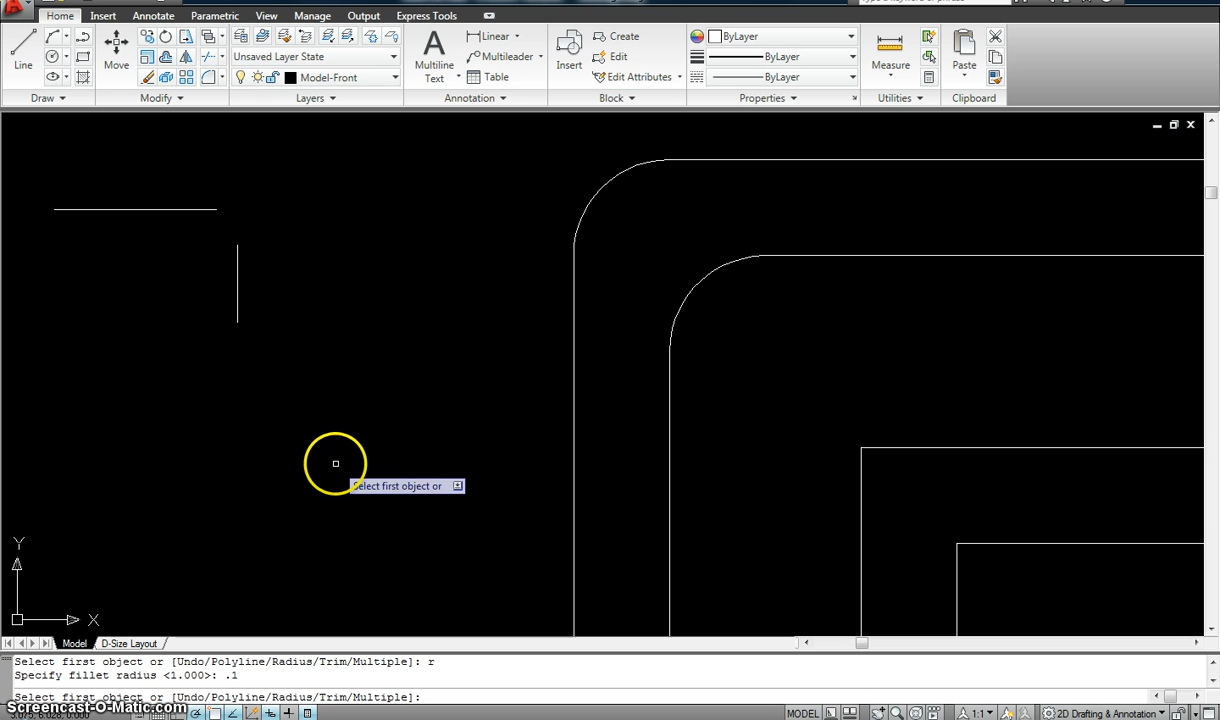 Home Insert Annotate Parametric View Manage Output Express Tools
Line
Move
Unsaved Layer State
Model-Front
Multiline
Text
Linear
Multileader
Table
Insert
Create
Edit
Edit Attributes
ByLayer
ByLayer
ByLayer
Measure
Paste
Draw Modify Layers Annotation Block Properties Utilities Clipboard
Select first object or
Y
X
Model D-Size Layout
Select first object or [Undo/Polyline/Radius/Trim/Multiple]: r
Specify fillet radius <1.000>: .1
Select first object or [Undo/Polyline/Radius/Trim/Multiple]:
Screencast-O-Matic.com
MODEL 1:1 2D Drafting & Annotation